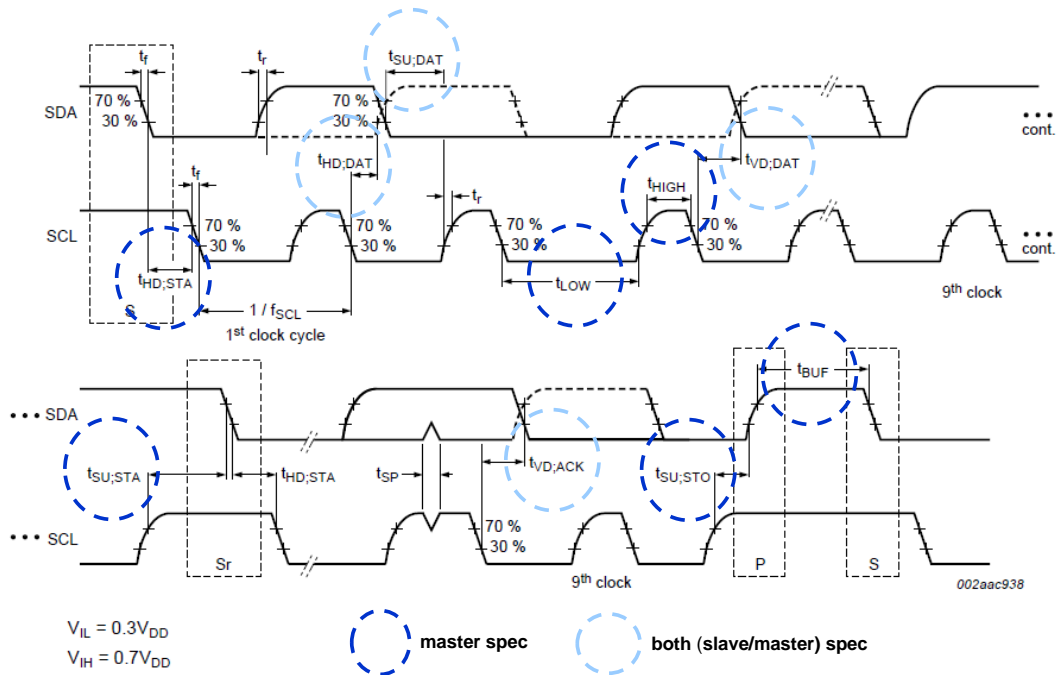 t_f
t_r
t_SU;DAT
SDA
70 %
30 %
70 %
30 %
cont.
t_HD;DAT
t_VD;DAT
t_f
t_r
t_HIGH
SCL
70 %
30 %
70 %
30 %
70 %
30 %
70 %
30 %
cont.
t_HD;STA
t_LOW
S
1 / f_SCL
1st clock cycle
9th clock
t_BUF
SDA
t_SU;STA
t_HD;STA
t_SP
t_VD;ACK
t_SU;STO
70 %
30 %
SCL
Sr
9th clock
P
S
002aac938
V_IL = 0.3V_DD
V_IH = 0.7V_DD
master spec
both (slave/master) spec